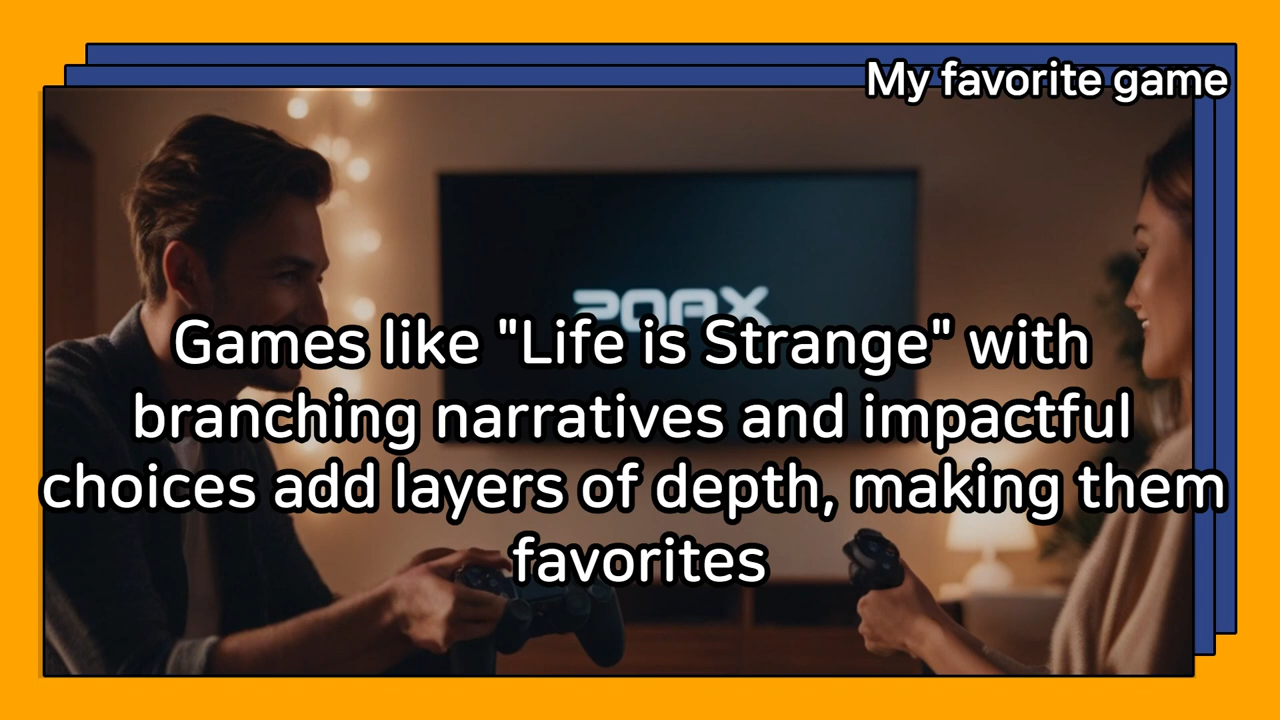 My favorite game
Games like "Life is Strange" with
branching narratives and impactful
choices add layers of depth, making them
favorites